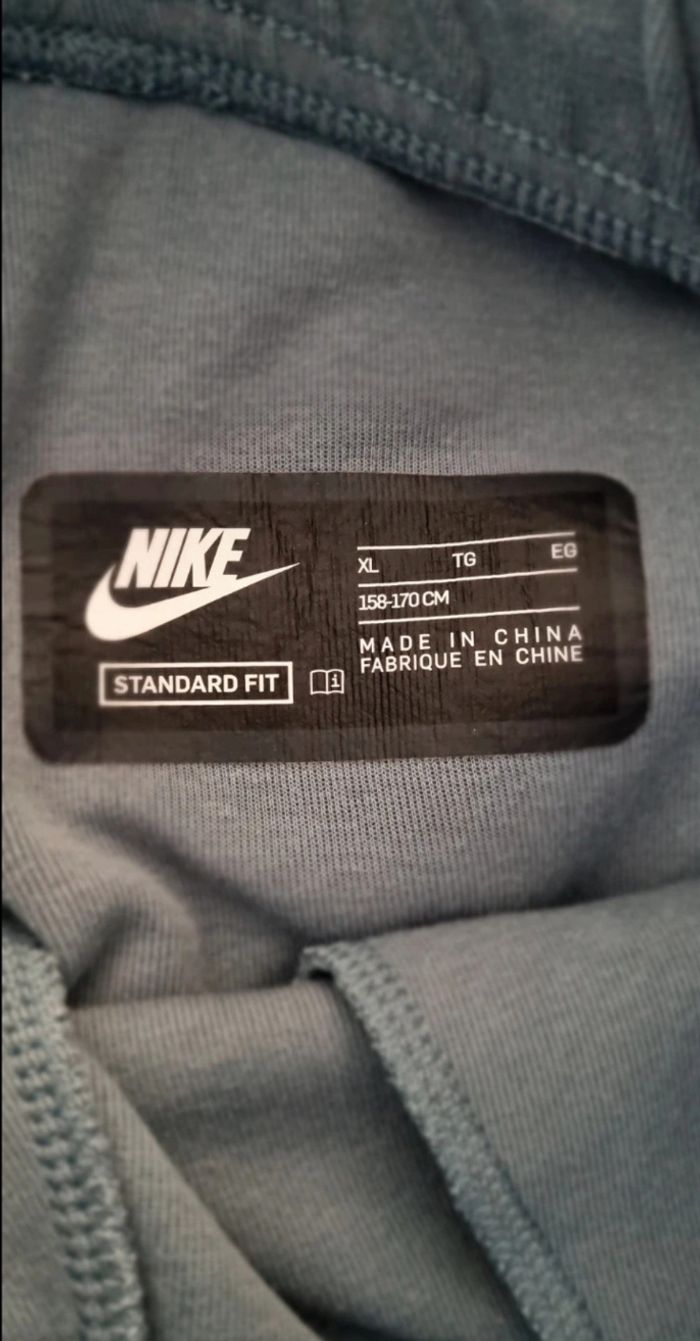 NIKE
STANDARD FIT
XL TG EG
158-170 CM
MADE IN CHINA
FABRIQUE EN CHINE